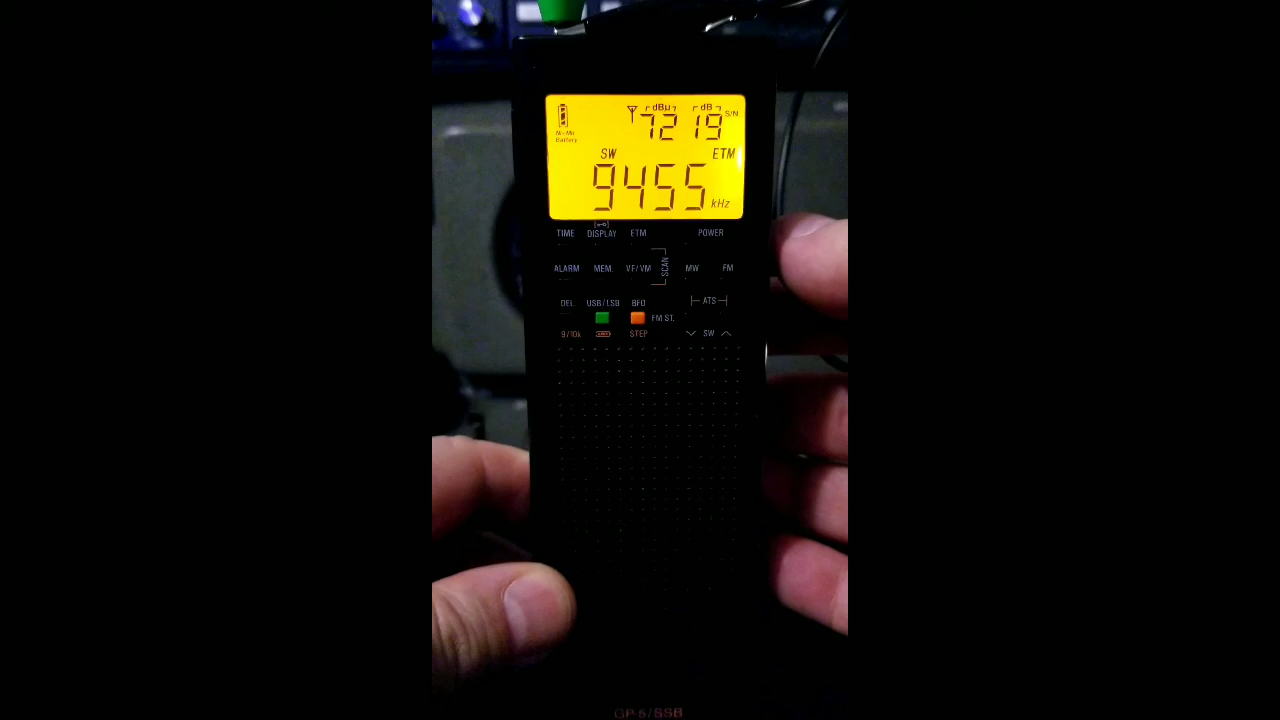 dBµ dB
72 19 S/N
Ni-MH
Battery
SW ETM
9455 kHz
TIME DISPLAY ETM POWER
ALARM MEM. VF/VM SCAN MW FM
DEL. USB/LSB BFO ATS
FM ST.
9/10k STEP SW
GP-5/SSB